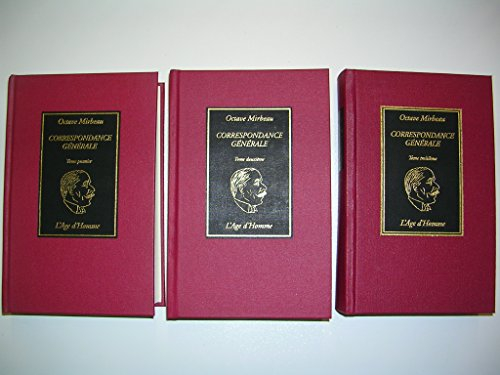 Octave Mirbeau
CORRESPONDANCE
GÉNÉRALE
Tome premier
L'Age d'Homme
Octave Mirbeau
CORRESPONDANCE
GÉNÉRALE
Tome deuxième
L'Age d'Homme
Octave Mirbeau
CORRESPONDANCE
GÉNÉRALE
Tome troisième
L'Age d'Homme